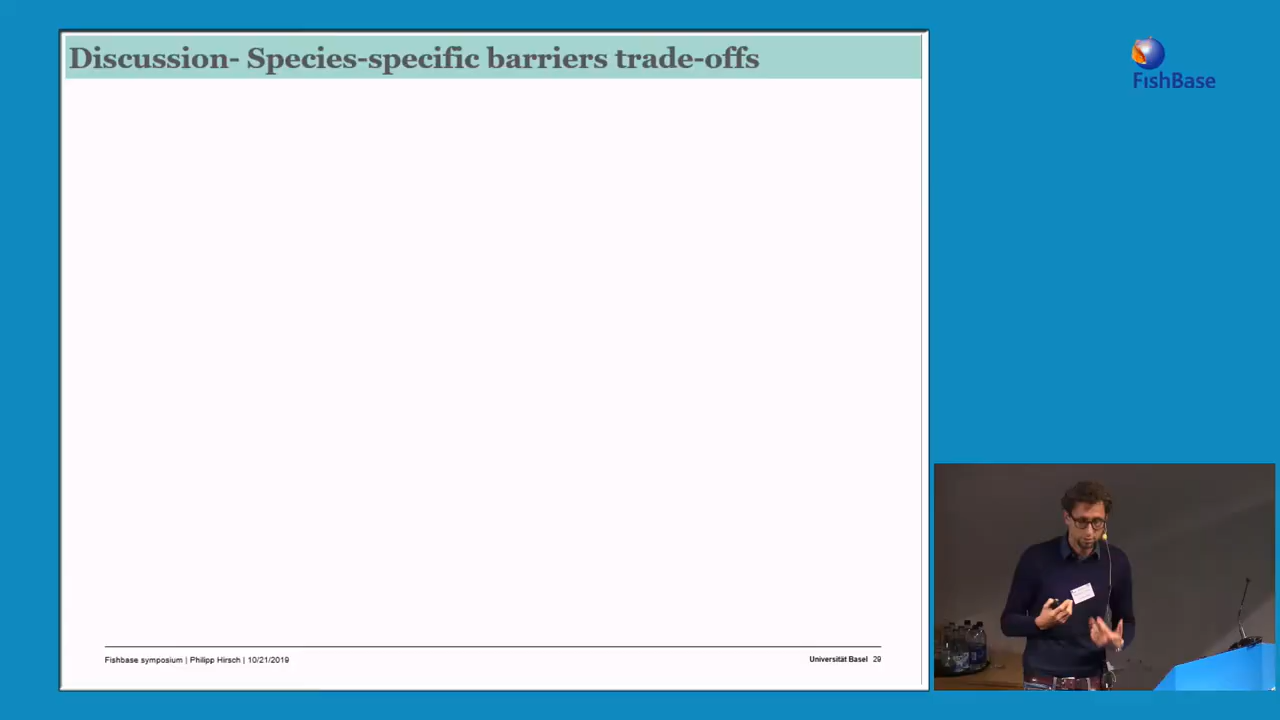 Discussion- Species-specific barriers trade-offs
FishBase
Fishbase symposium | Philipp Hirsch | 10/21/2019
Universität Basel 29